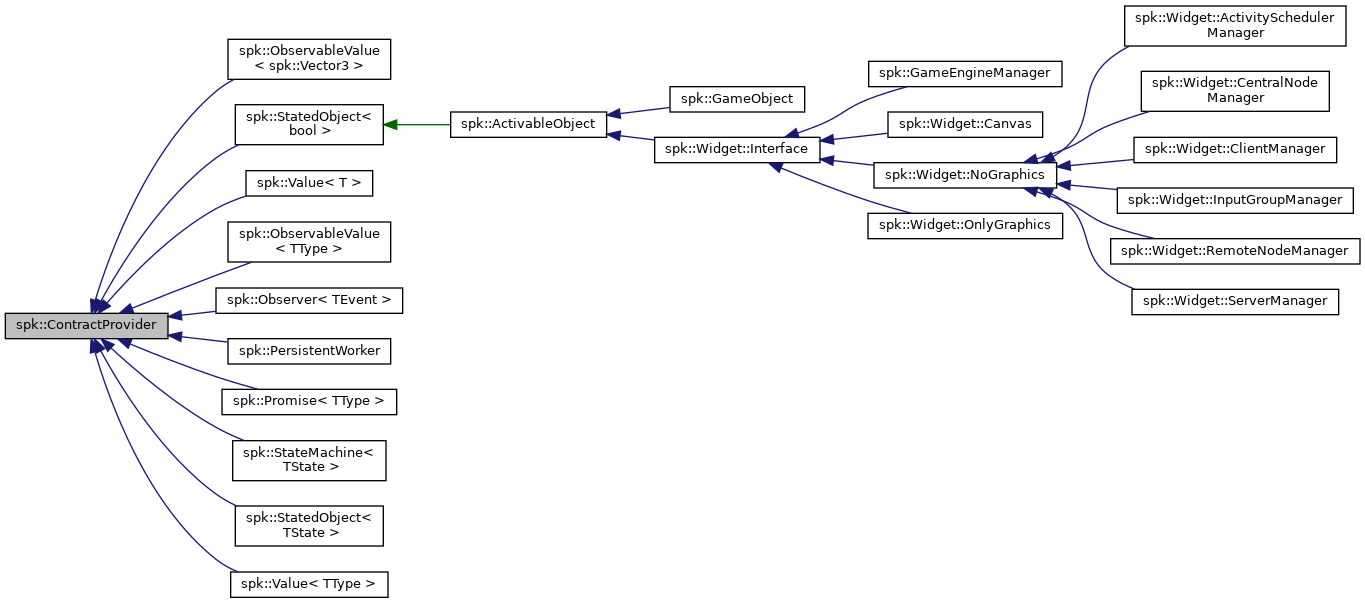 spk::ContractProvider
spk::ObservableValue
< spk::Vector3 >
spk::StatedObject<
bool >
spk::Value< T >
spk::ObservableValue
< TType >
spk::Observer< TEvent >
spk::PersistentWorker
spk::Promise< TType >
spk::StateMachine<
TState >
spk::StatedObject<
TState >
spk::Value< TType >
spk::ActivableObject
spk::GameObject
spk::Widget::Interface
spk::GameEngineManager
spk::Widget::Canvas
spk::Widget::NoGraphics
spk::Widget::OnlyGraphics
spk::Widget::ActivityScheduler
Manager
spk::Widget::CentralNode
Manager
spk::Widget::ClientManager
spk::Widget::InputGroupManager
spk::Widget::RemoteNodeManager
spk::Widget::ServerManager